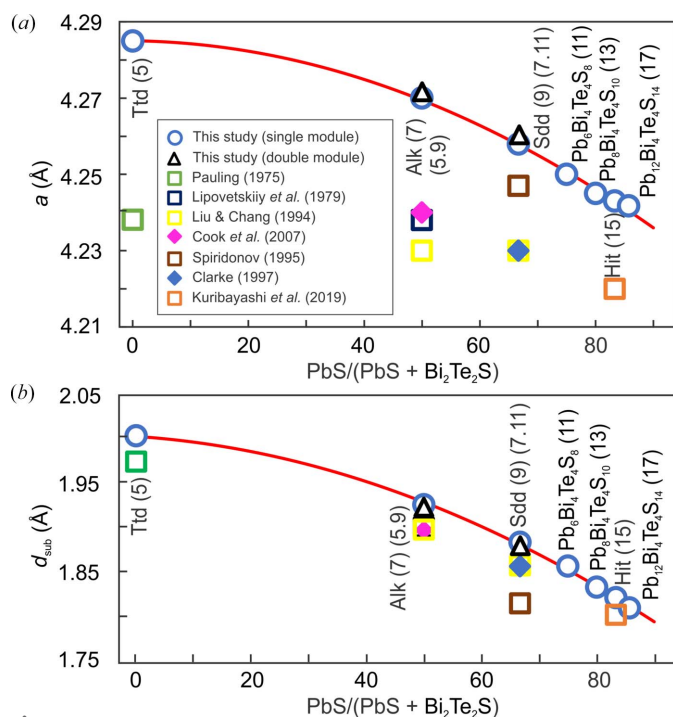 (a)
4.29
4.27
4.25
4.23
4.21
a (Å)
Ttd (5)
Alk (7)
(5.9)
Sdd (9) (7.11)
Pb₆Bi₄Te₄S₈ (11)
Pb₈Bi₄Te₄S₁₀ (13)
Hit (15)
Pb₁₂Bi₄Te₄S₁₄ (17)
This study (single module)
This study (double module)
Pauling (1975)
Lipovetskiiy et al. (1979)
Liu & Chang (1994)
Cook et al. (2007)
Spiridonov (1995)
Clarke (1997)
Kuribayashi et al. (2019)
0 20 40 60 80
PbS/(PbS + Bi₂Te₂S)
(b)
2.05
1.95
1.85
1.75
d sub (Å)
Ttd (5)
Alk (7) (5.9)
Sdd (9) (7.11)
Pb₆Bi₄Te₄S₈ (11)
Pb₈Bi₄Te₄S₁₀ (13)
Hit (15)
Pb₁₂Bi₄Te₄S₁₄ (17)
0 20 40 60 80
PbS/(PbS + Bi₂Te₂S)